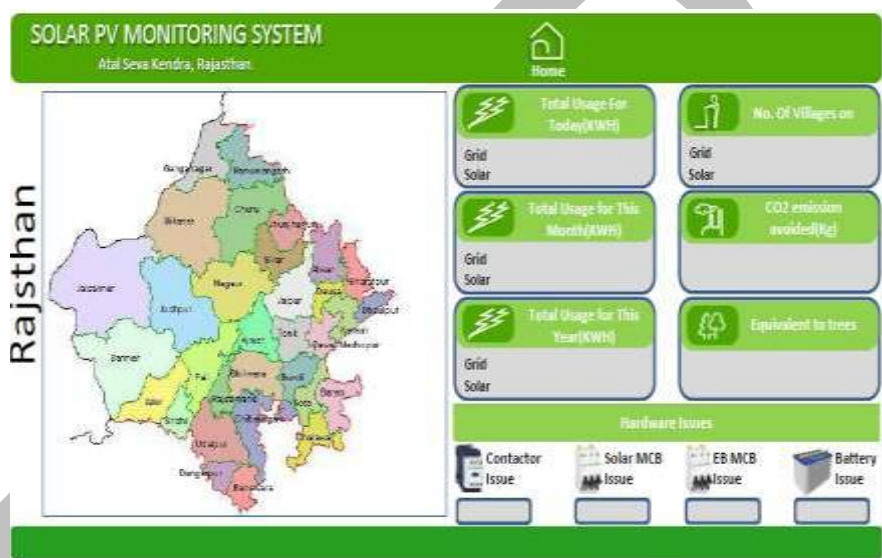 SOLAR PV MONITORING SYSTEM
Atal Seva Kendra, Rajasthan.
Home
Rajsthan
Ganganagar
Hanumangarh
Churu
Bikaner
Sikar
Alwar
Bharatpur
Jaisalmer
Nagaur
Jaipur
Dausa
Dholpur
Jodhpur
Ajmer
Tonk
Barmer
Pali
Bhilwara
Bundi
Rajsamand
Kota
Baran
Jalor
Sirohi
Udaipur
Jhalawar
Dungarpur
Banswara
Total Usage For
Today(KWH)
Grid
Solar
No. Of Villages on
Grid
Solar
Total Usage for This
Month(KWH)
Grid
Solar
CO2 emission
avoided(Kg)
Total Usage for This
Year(KWH)
Grid
Solar
Equivalent to trees
Hardware Issues
Contactor
Issue
Solar MCB
Issue
EB MCB
Issue
Battery
Issue